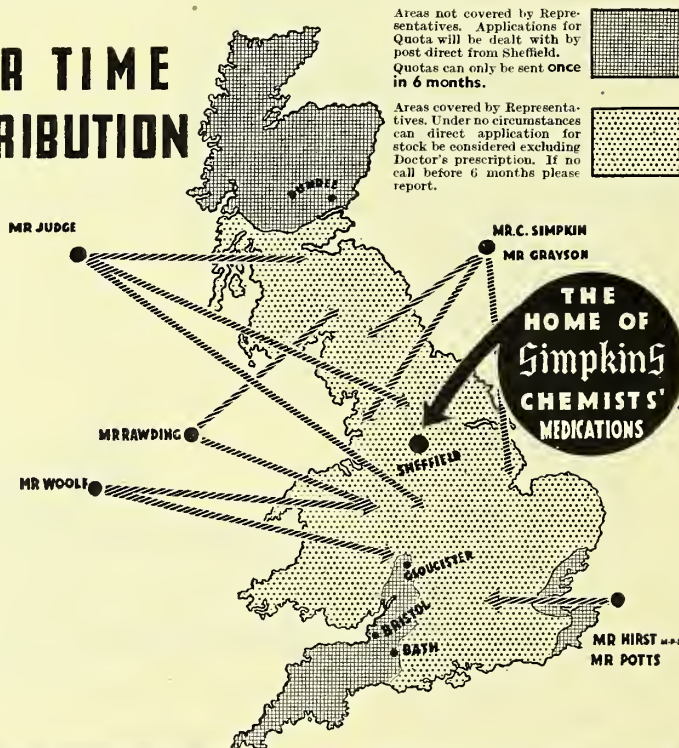 R TIME
RIBUTION
Areas not covered by Repre-
sentatives. Applications for
Quota will be dealt with by
post direct from Sheffield.
Quotas can only be sent once
in 6 months.
Areas covered by Representa-
tives. Under no circumstances
can direct application for
stock be considered excluding
Doctor's prescription. If no
call before 6 months please
report.
DUNDEE
MR JUDGE
MR.C. SIMPKIN
MR GRAYSON
THE
HOME OF
SimpkinS
CHEMISTS'
MEDICATIONS
MR RAWDING
SHEFFIELD
MR WOOLF
GLOUCISTER
BRISTOL
BATH
MR HIRST
MR POTTS